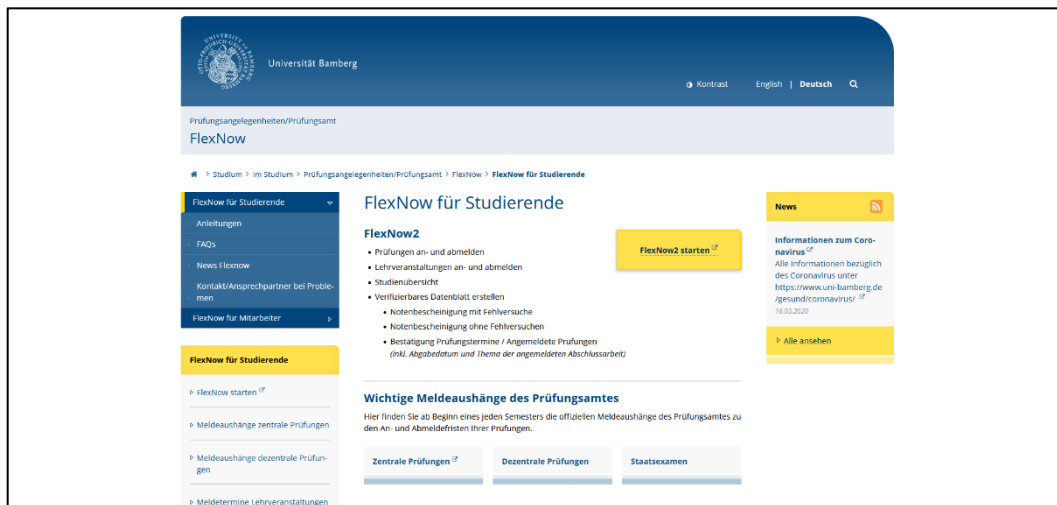 Universität Bamberg
Kontrast
English | Deutsch
Prüfungsangelegenheiten/Prüfungsamt
FlexNow
> Studium > Im Studium > Prüfungsangelegenheiten/Prüfungsamt > FlexNow > FlexNow für Studierende
FlexNow für Studierende
Anleitungen
FAQs
News Flexnow
Kontakt/Ansprechpartner bei Proble-
men
FlexNow für Mitarbeiter
FlexNow für Studierende
FlexNow starten
Meldeaushänge zentrale Prüfungen
Meldeaushänge dezentrale Prüfun-
gen
Meldetermine Lehrveranstaltungen
FlexNow für Studierende
FlexNow2
• Prüfungen an- und abmelden
• Lehrveranstaltungen an- und abmelden
• Studienübersicht
• Verifizierbares Datenblatt erstellen
• Notenbescheinigung mit Fehlversuche
• Notenbescheinigung ohne Fehlversuchen
• Bestätigung Prüfungstermine / Angemeldete Prüfungen
(inkl. Abgabedatum und Thema der angemeldeten Abschlussarbeit)
FlexNow2 starten
Wichtige Meldeaushänge des Prüfungsamtes
Hier finden Sie ab Beginn eines jeden Semesters die offiziellen Meldeaushänge des Prüfungsamtes zu
den An- und Abmeldefristen Ihrer Prüfungen.
Zentrale Prüfungen
Dezentrale Prüfungen
Staatsexamen
News
Informationen zum Coro-
navirus
Alle Informationen bezüglich
des Coronavirus unter
https://www.uni-bamberg.de
/gesund/coronavirus/
16.03.2020
Alle ansehen